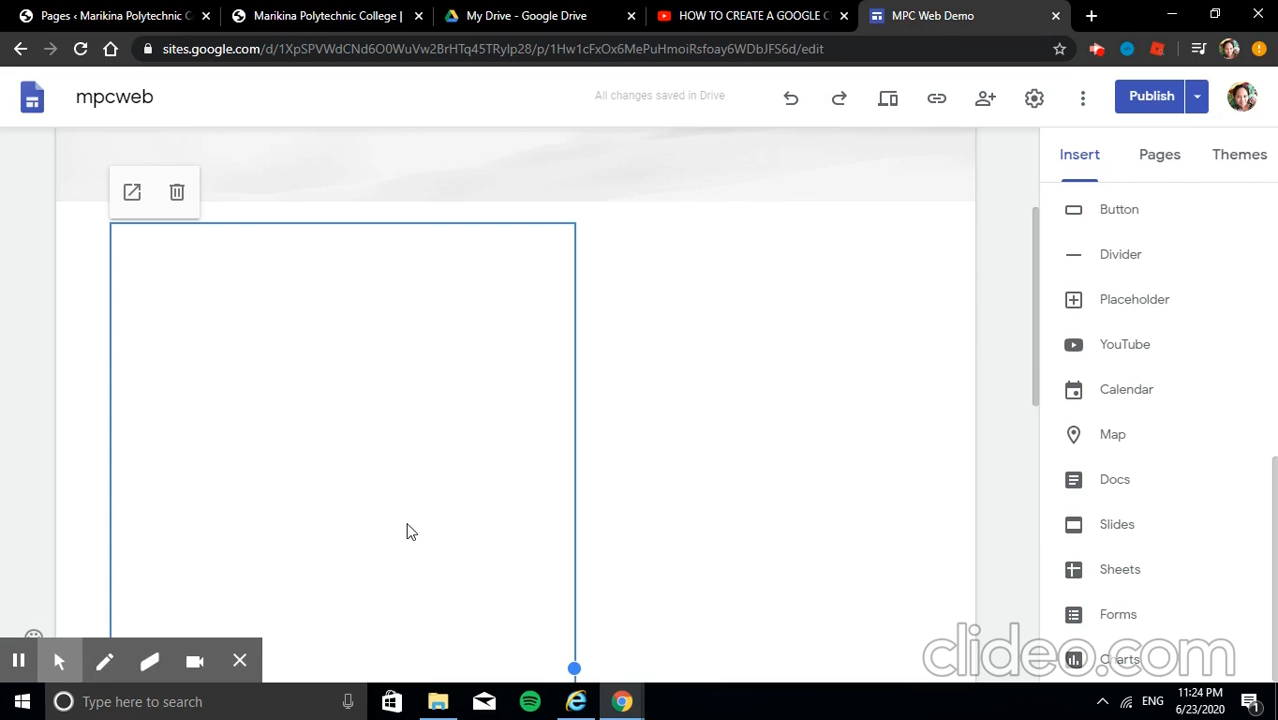 Pages ‹ Marikina Polytechnic C
Marikina Polytechnic College |
My Drive - Google Drive
HOW TO CREATE A GOOGLE C
MPC Web Demo
sites.google.com/d/1XpSPVWdCNd6O0WuVw2BrHTq45TRylp28/p/1Hw1cFxOx6MePuHmoiRsfoay6WDbJFS6d/edit
mpcweb
All changes saved in Drive
Publish
Insert
Pages
Themes
Button
Divider
Placeholder
YouTube
Calendar
Map
Docs
Slides
Sheets
Forms
Charts
clideo.com
Type here to search
ENG
11:24 PM
6/23/2020
1